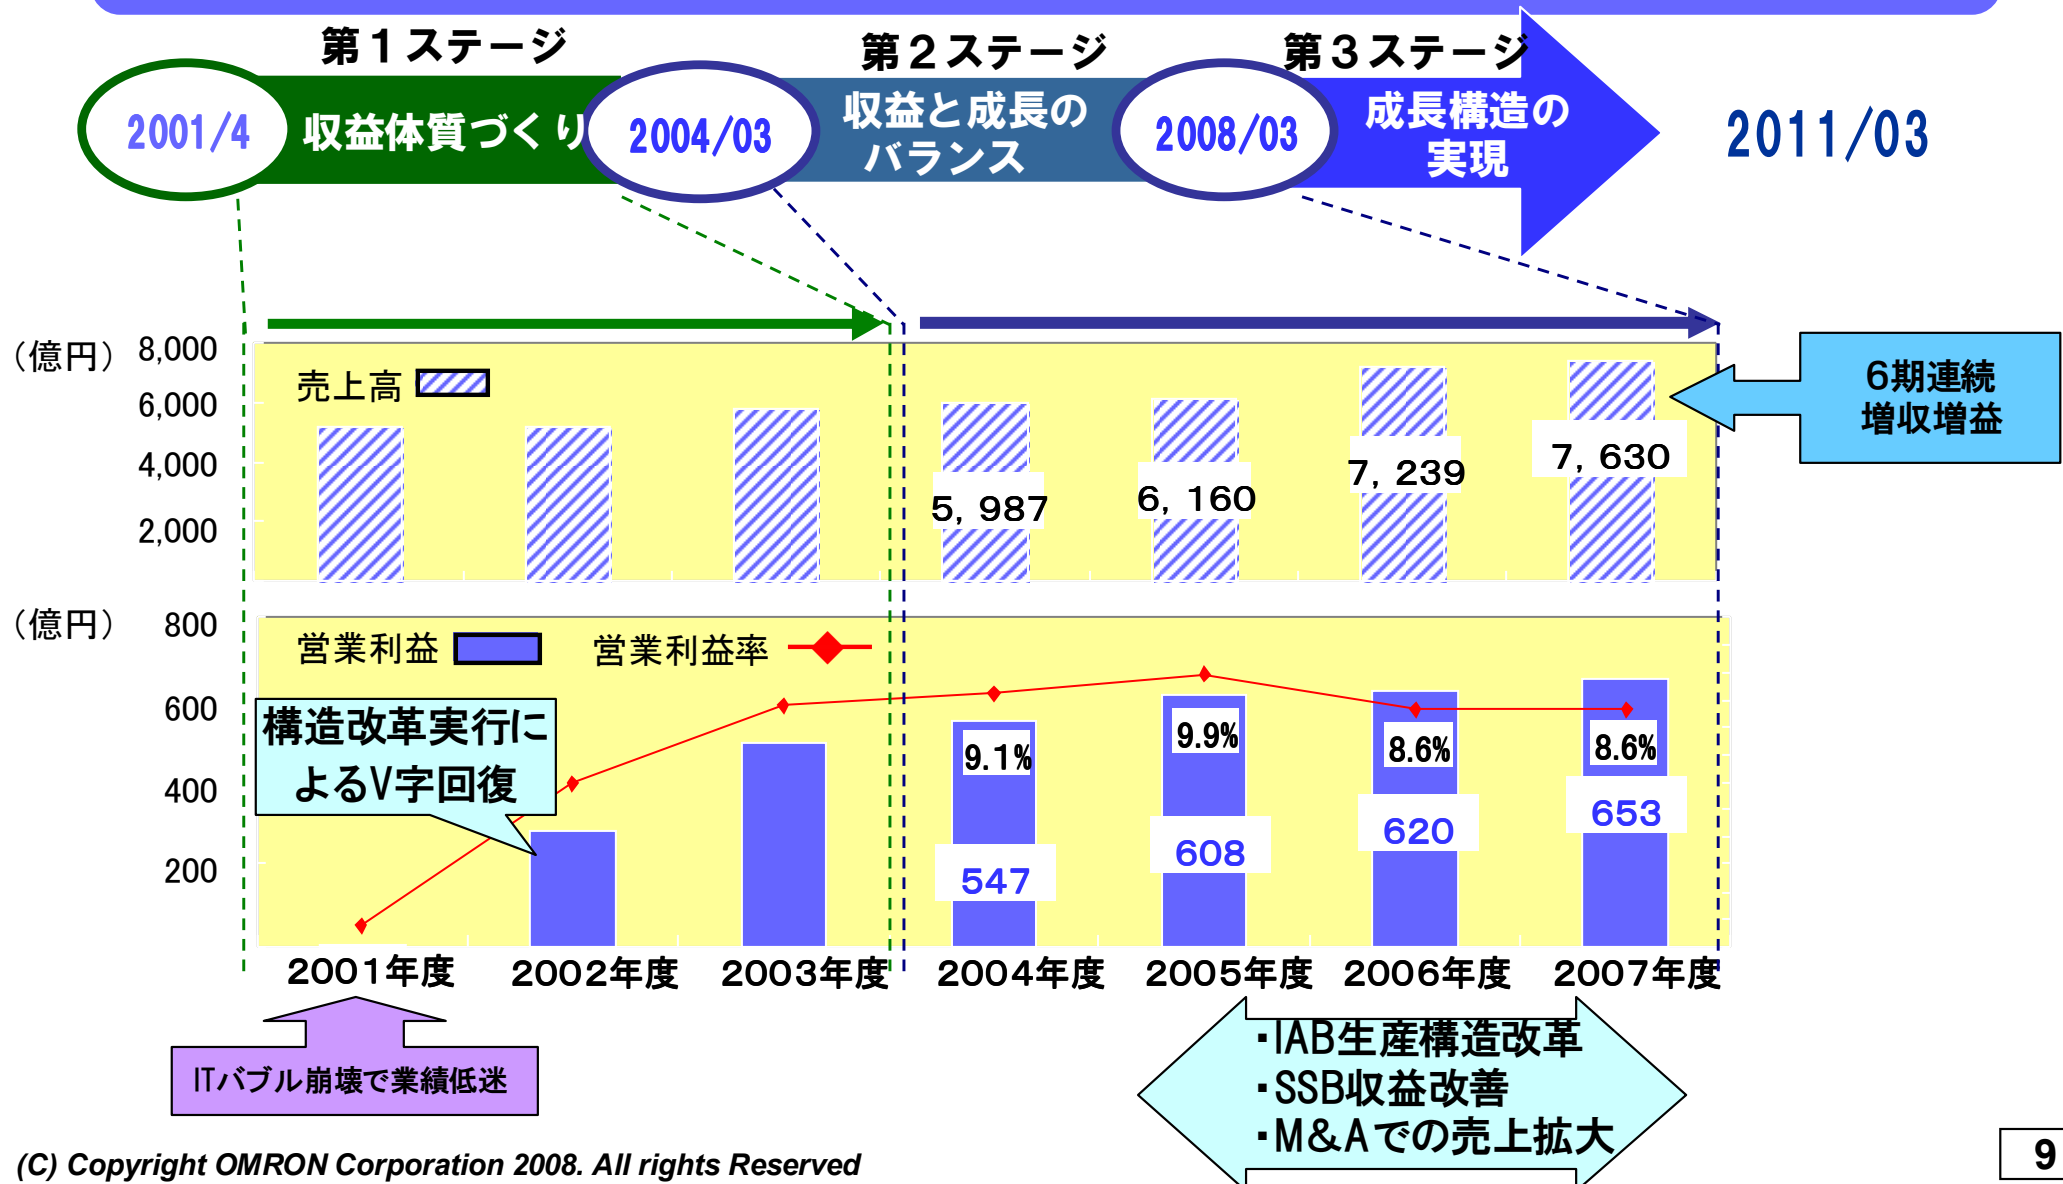 第１ステージ
第２ステージ
第３ステージ
2001/4
収益体質づくり
2004/03
収益と成長の
バランス
2008/03
成長構造の
実現
2011/03
（億円）
8,000
6,000
4,000
2,000
売上高
5,987
6,160
7,239
7,630
6期連続
増収増益
（億円）
800
600
400
200
営業利益
営業利益率
構造改革実行に
よるV字回復
9.1%
9.9%
8.6%
8.6%
547
608
620
653
2001年度
2002年度
2003年度
2004年度
2005年度
2006年度
2007年度
ITバブル崩壊で業績低迷
・IAB生産構造改革
・SSB収益改善
・M&Aでの売上拡大
(C) Copyright OMRON Corporation 2008. All rights Reserved
9